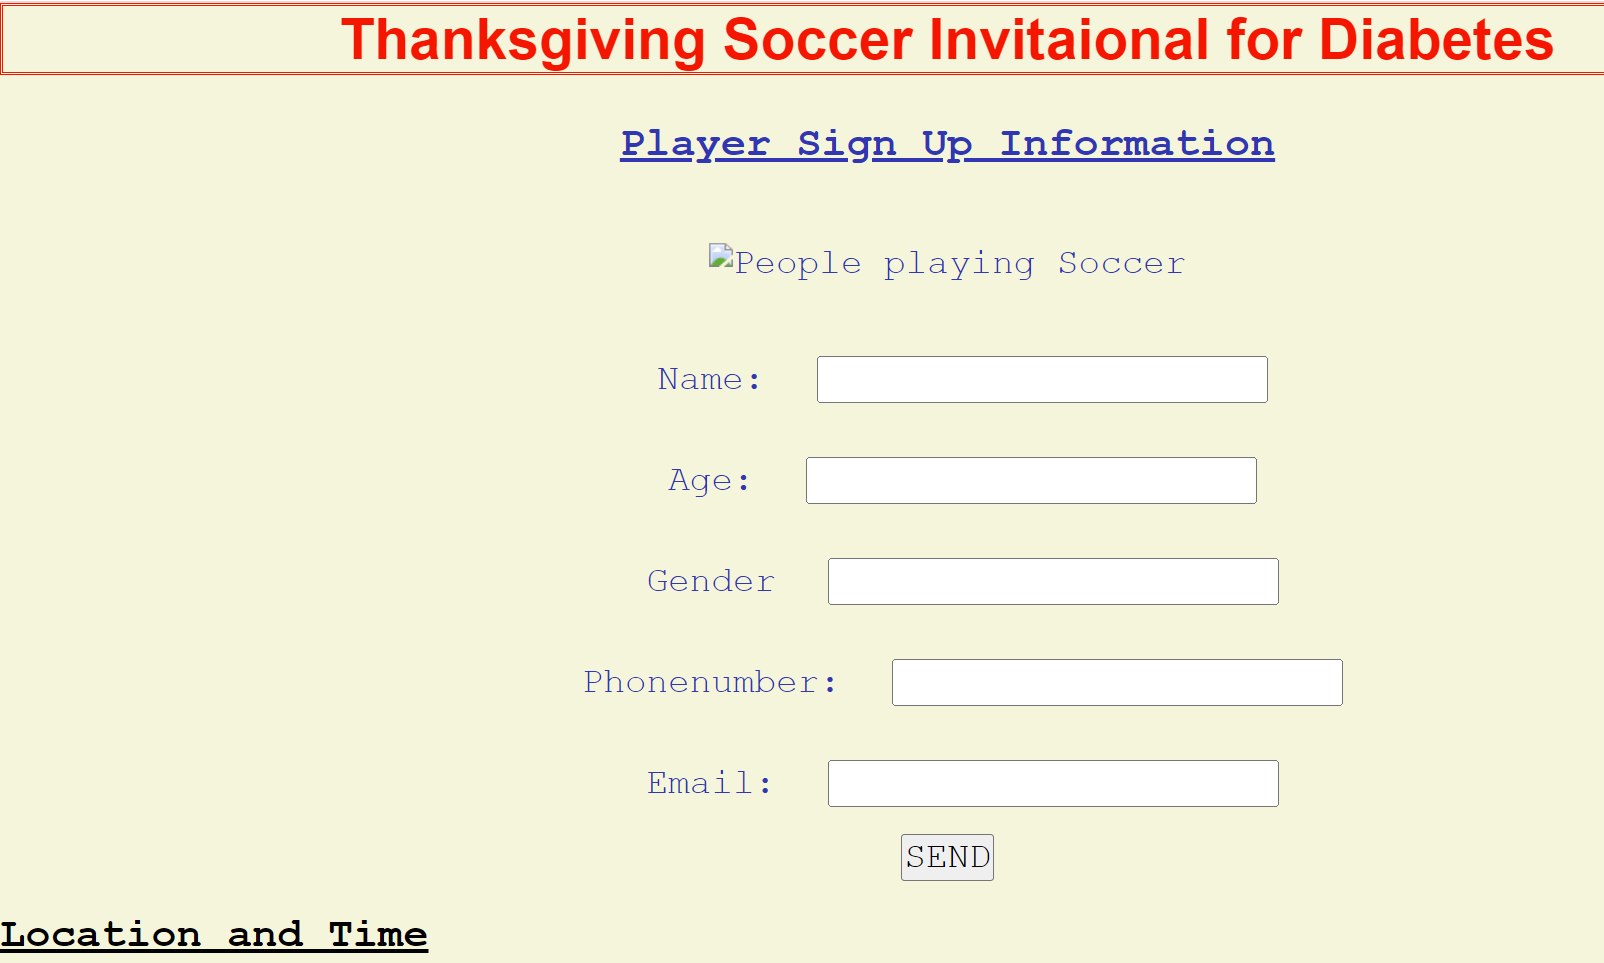 Thanksgiving Soccer Invitaional for Diabetes
Player Sign Up Information
People playing Soccer
Name:
Age:
Gender
Phonenumber:
Email:
SEND
Location and Time